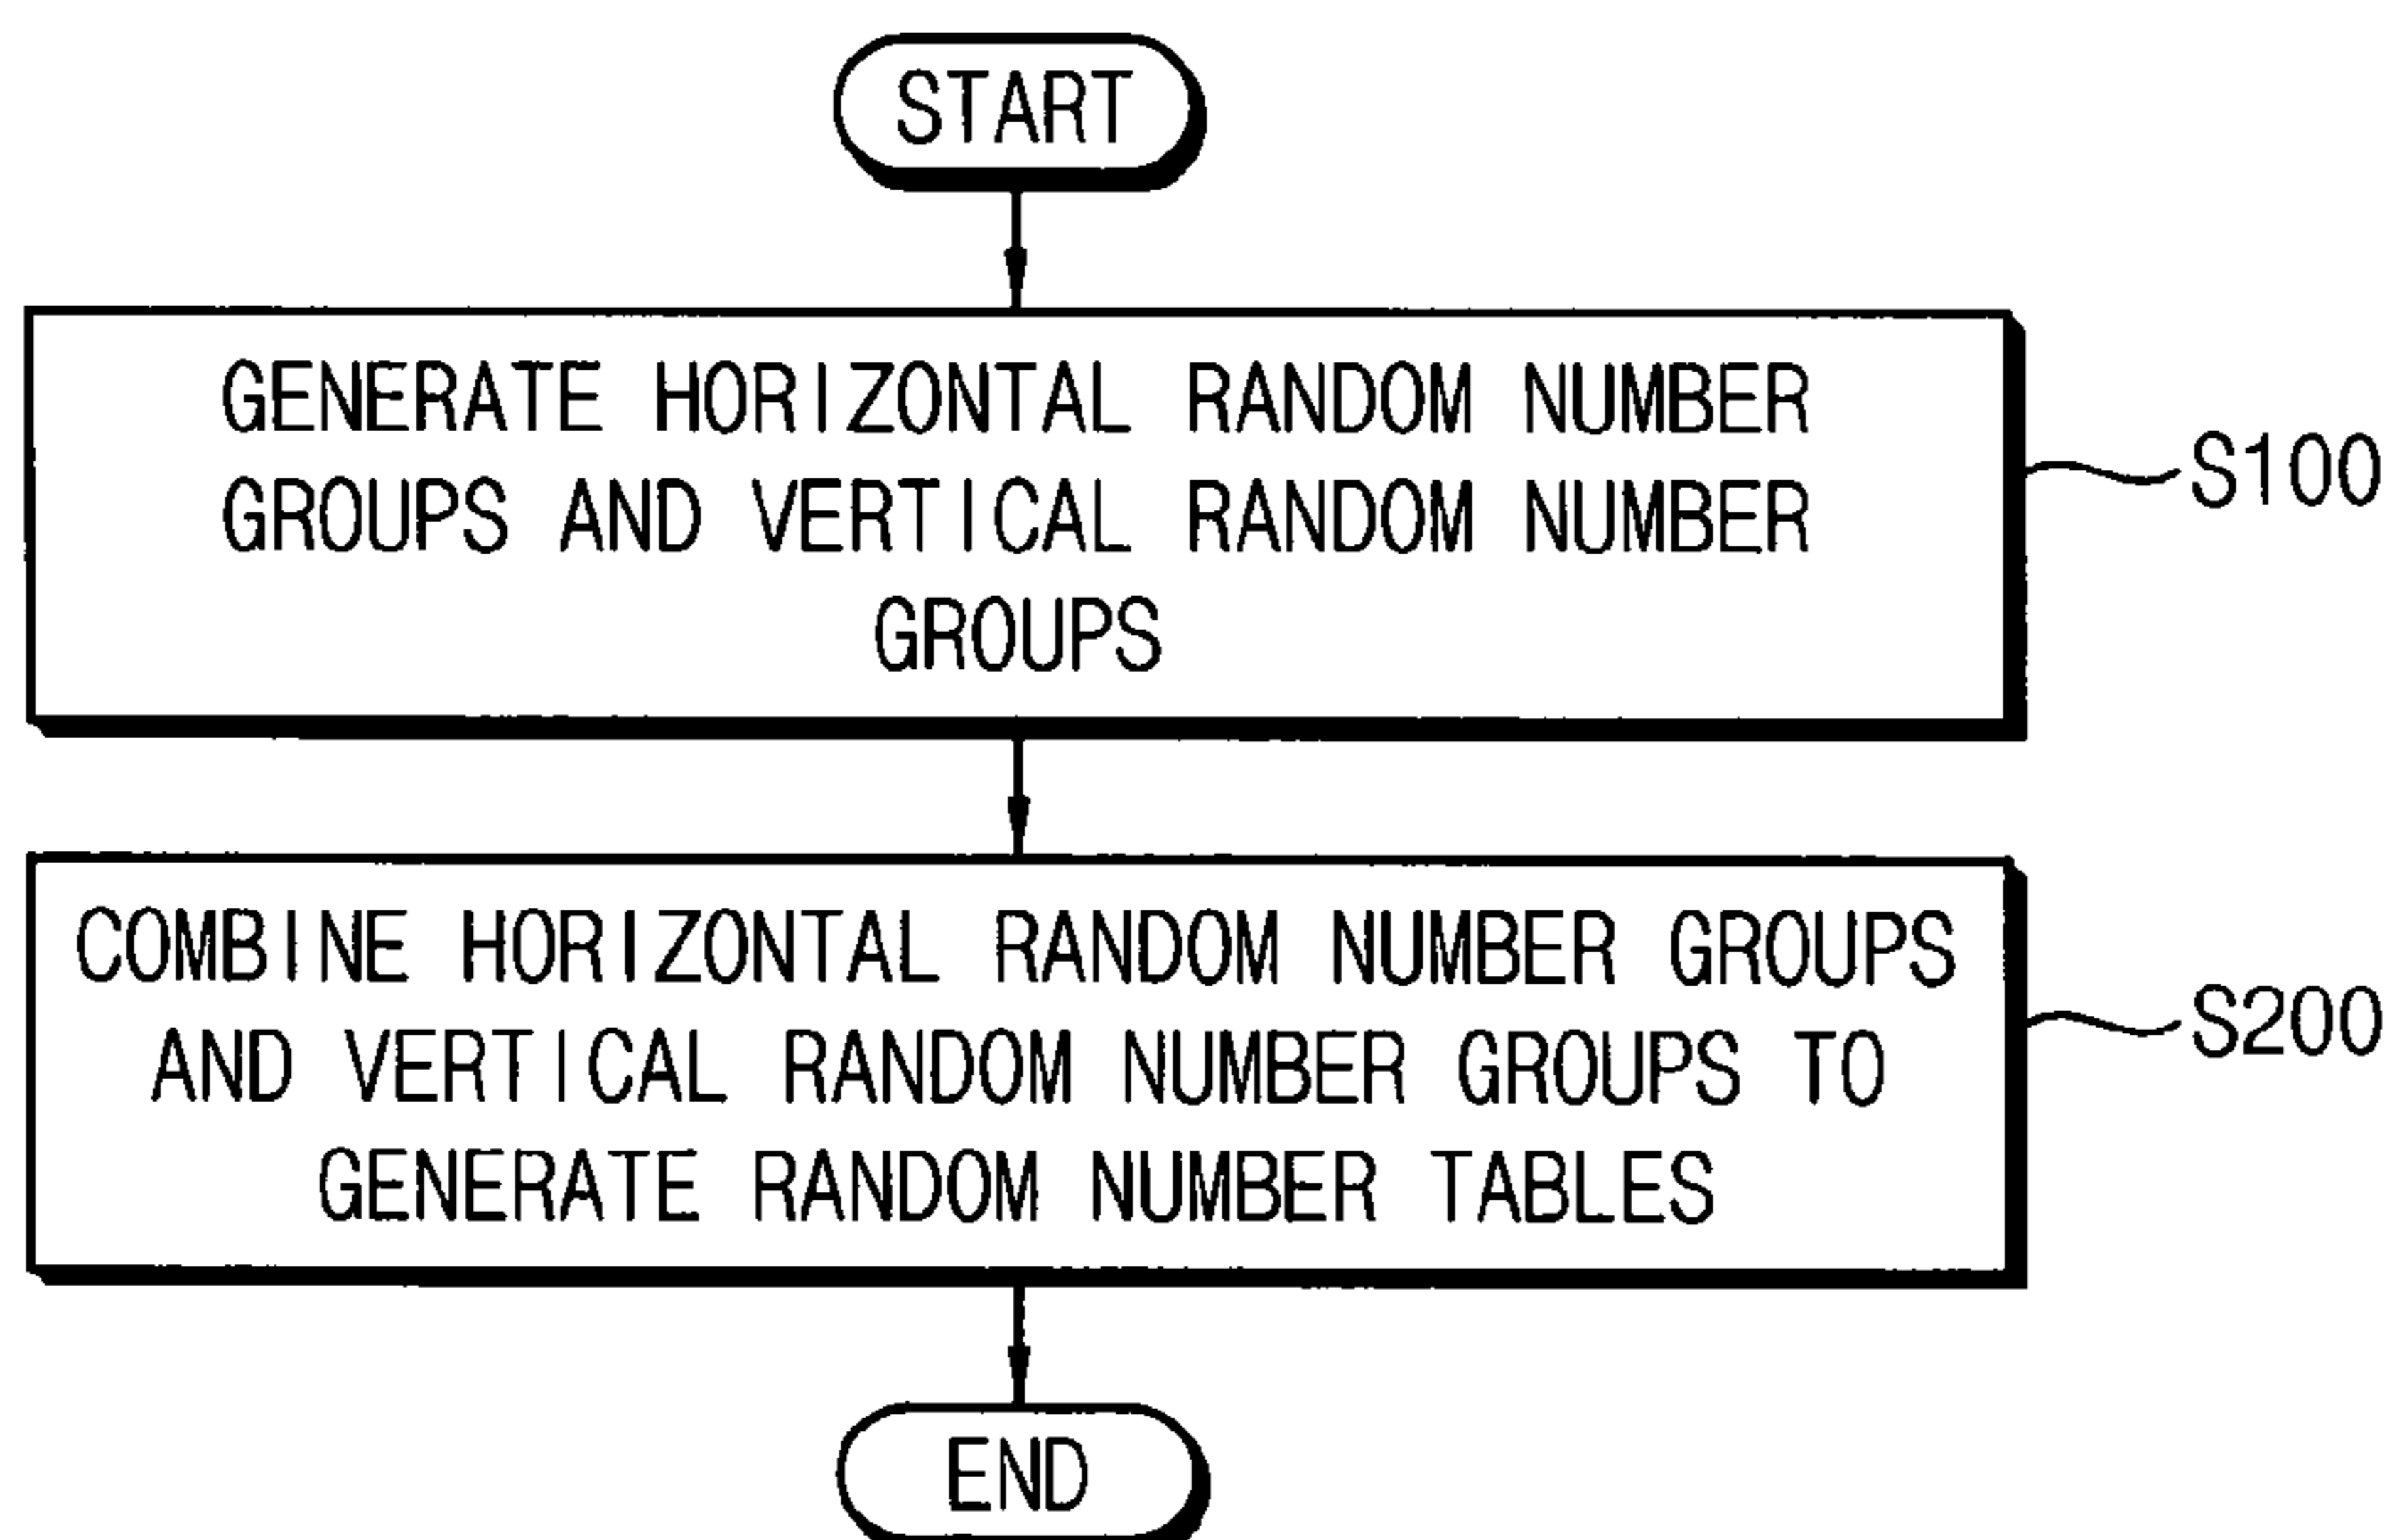 START
GENERATE HORIZONTAL RANDOM NUMBER
GROUPS AND VERTICAL RANDOM NUMBER
GROUPS
S100
COMBINE HORIZONTAL RANDOM NUMBER GROUPS
AND VERTICAL RANDOM NUMBER GROUPS TO
GENERATE RANDOM NUMBER TABLES
S200
END